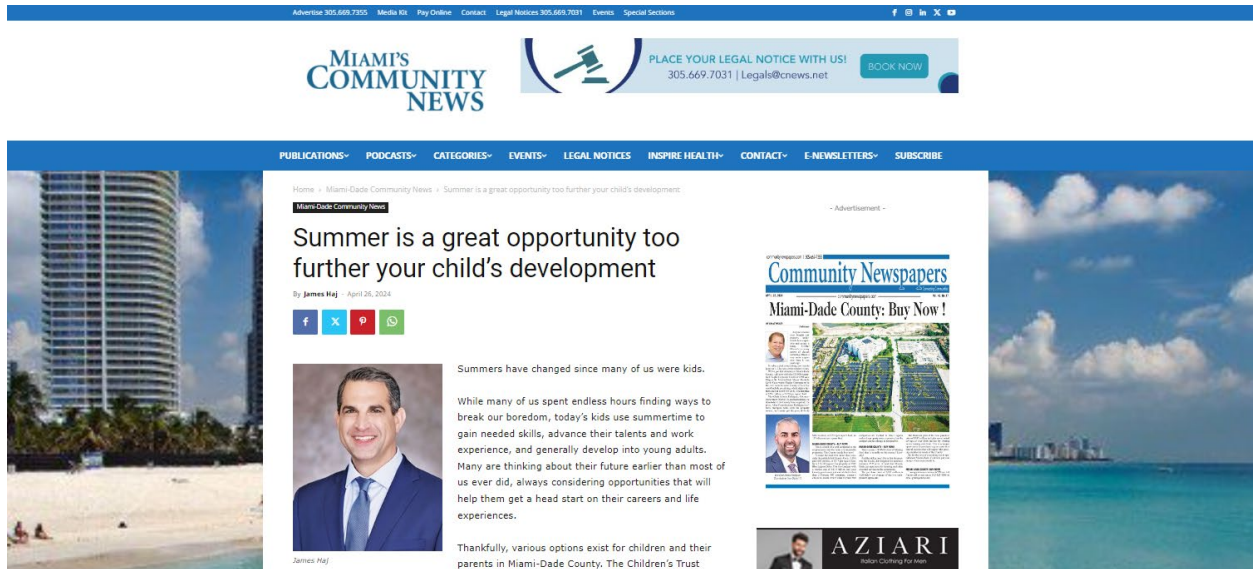 Advertise 305.669.7355 Media Kit Pay Online Contact Legal Notices 305.669.7031 Events Special Sections
MIAMI'S
COMMUNITY
NEWS
PLACE YOUR LEGAL NOTICE WITH US!
305.669.7031 | Legals@cnews.net
BOOK NOW
PUBLICATIONS PODCASTS CATEGORIES EVENTS LEGAL NOTICES INSPIRE HEALTH CONTACT E-NEWSLETTERS SUBSCRIBE
Home › Miami-Dade Community News › Summer is a great opportunity too further your child's development
Miami-Dade Community News
Summer is a great opportunity too
further your child's development
By James Haj - April 26, 2024
Summers have changed since many of us were kids.
While many of us spent endless hours finding ways to
break our boredom, today's kids use summertime to
gain needed skills, advance their talents and work
experience, and generally develop into young adults.
Many are thinking about their future earlier than most of
us ever did, always considering opportunities that will
help them get a head start on their careers and life
experiences.
Thankfully, various options exist for children and their
parents in Miami-Dade County. The Children's Trust
James Haj
- Advertisement -
Community Newspapers
Miami-Dade County: Buy Now !
AZIARI
Italian Clothing For Men